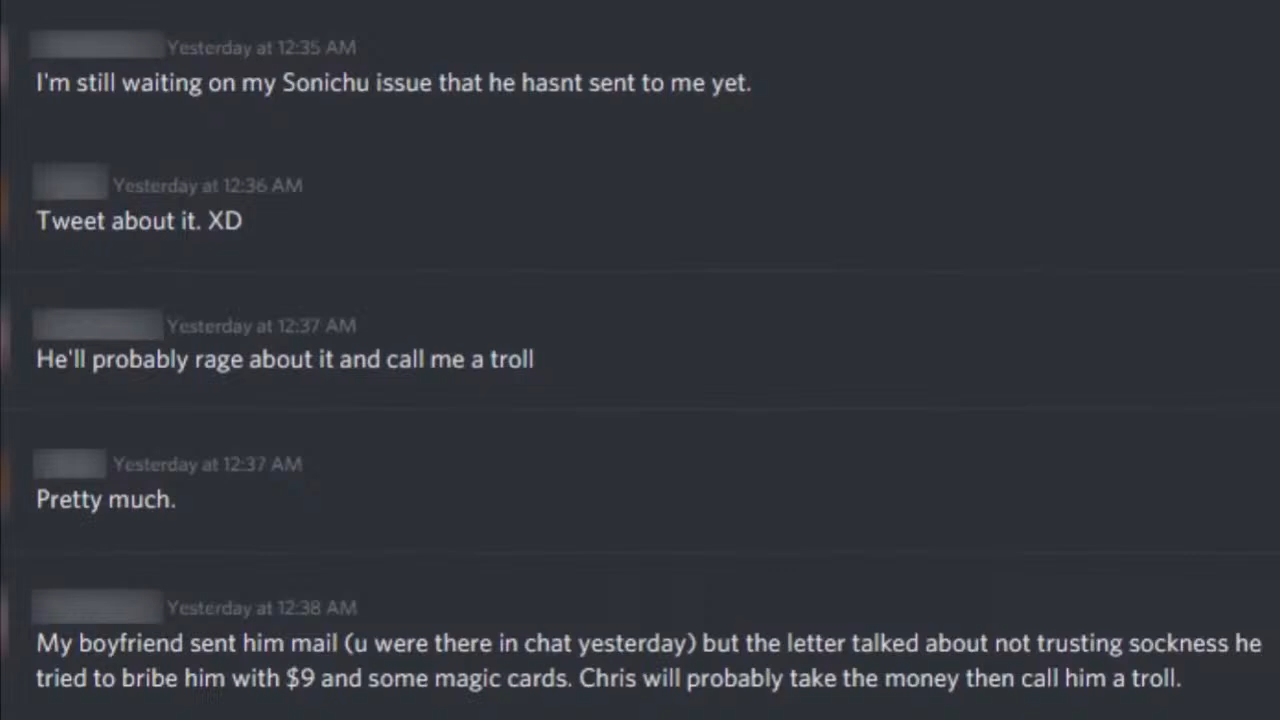 Yesterday at 12:35 AM
I'm still waiting on my Sonichu issue that he hasnt sent to me yet.
Yesterday at 12:36 AM
Tweet about it. XD
Yesterday at 12:37 AM
He'll probably rage about it and call me a troll
Yesterday at 12:37 AM
Pretty much.
Yesterday at 12:38 AM
My boyfriend sent him mail (u were there in chat yesterday) but the letter talked about not trusting sockness he
tried to bribe him with $9 and some magic cards. Chris will probably take the money then call him a troll.